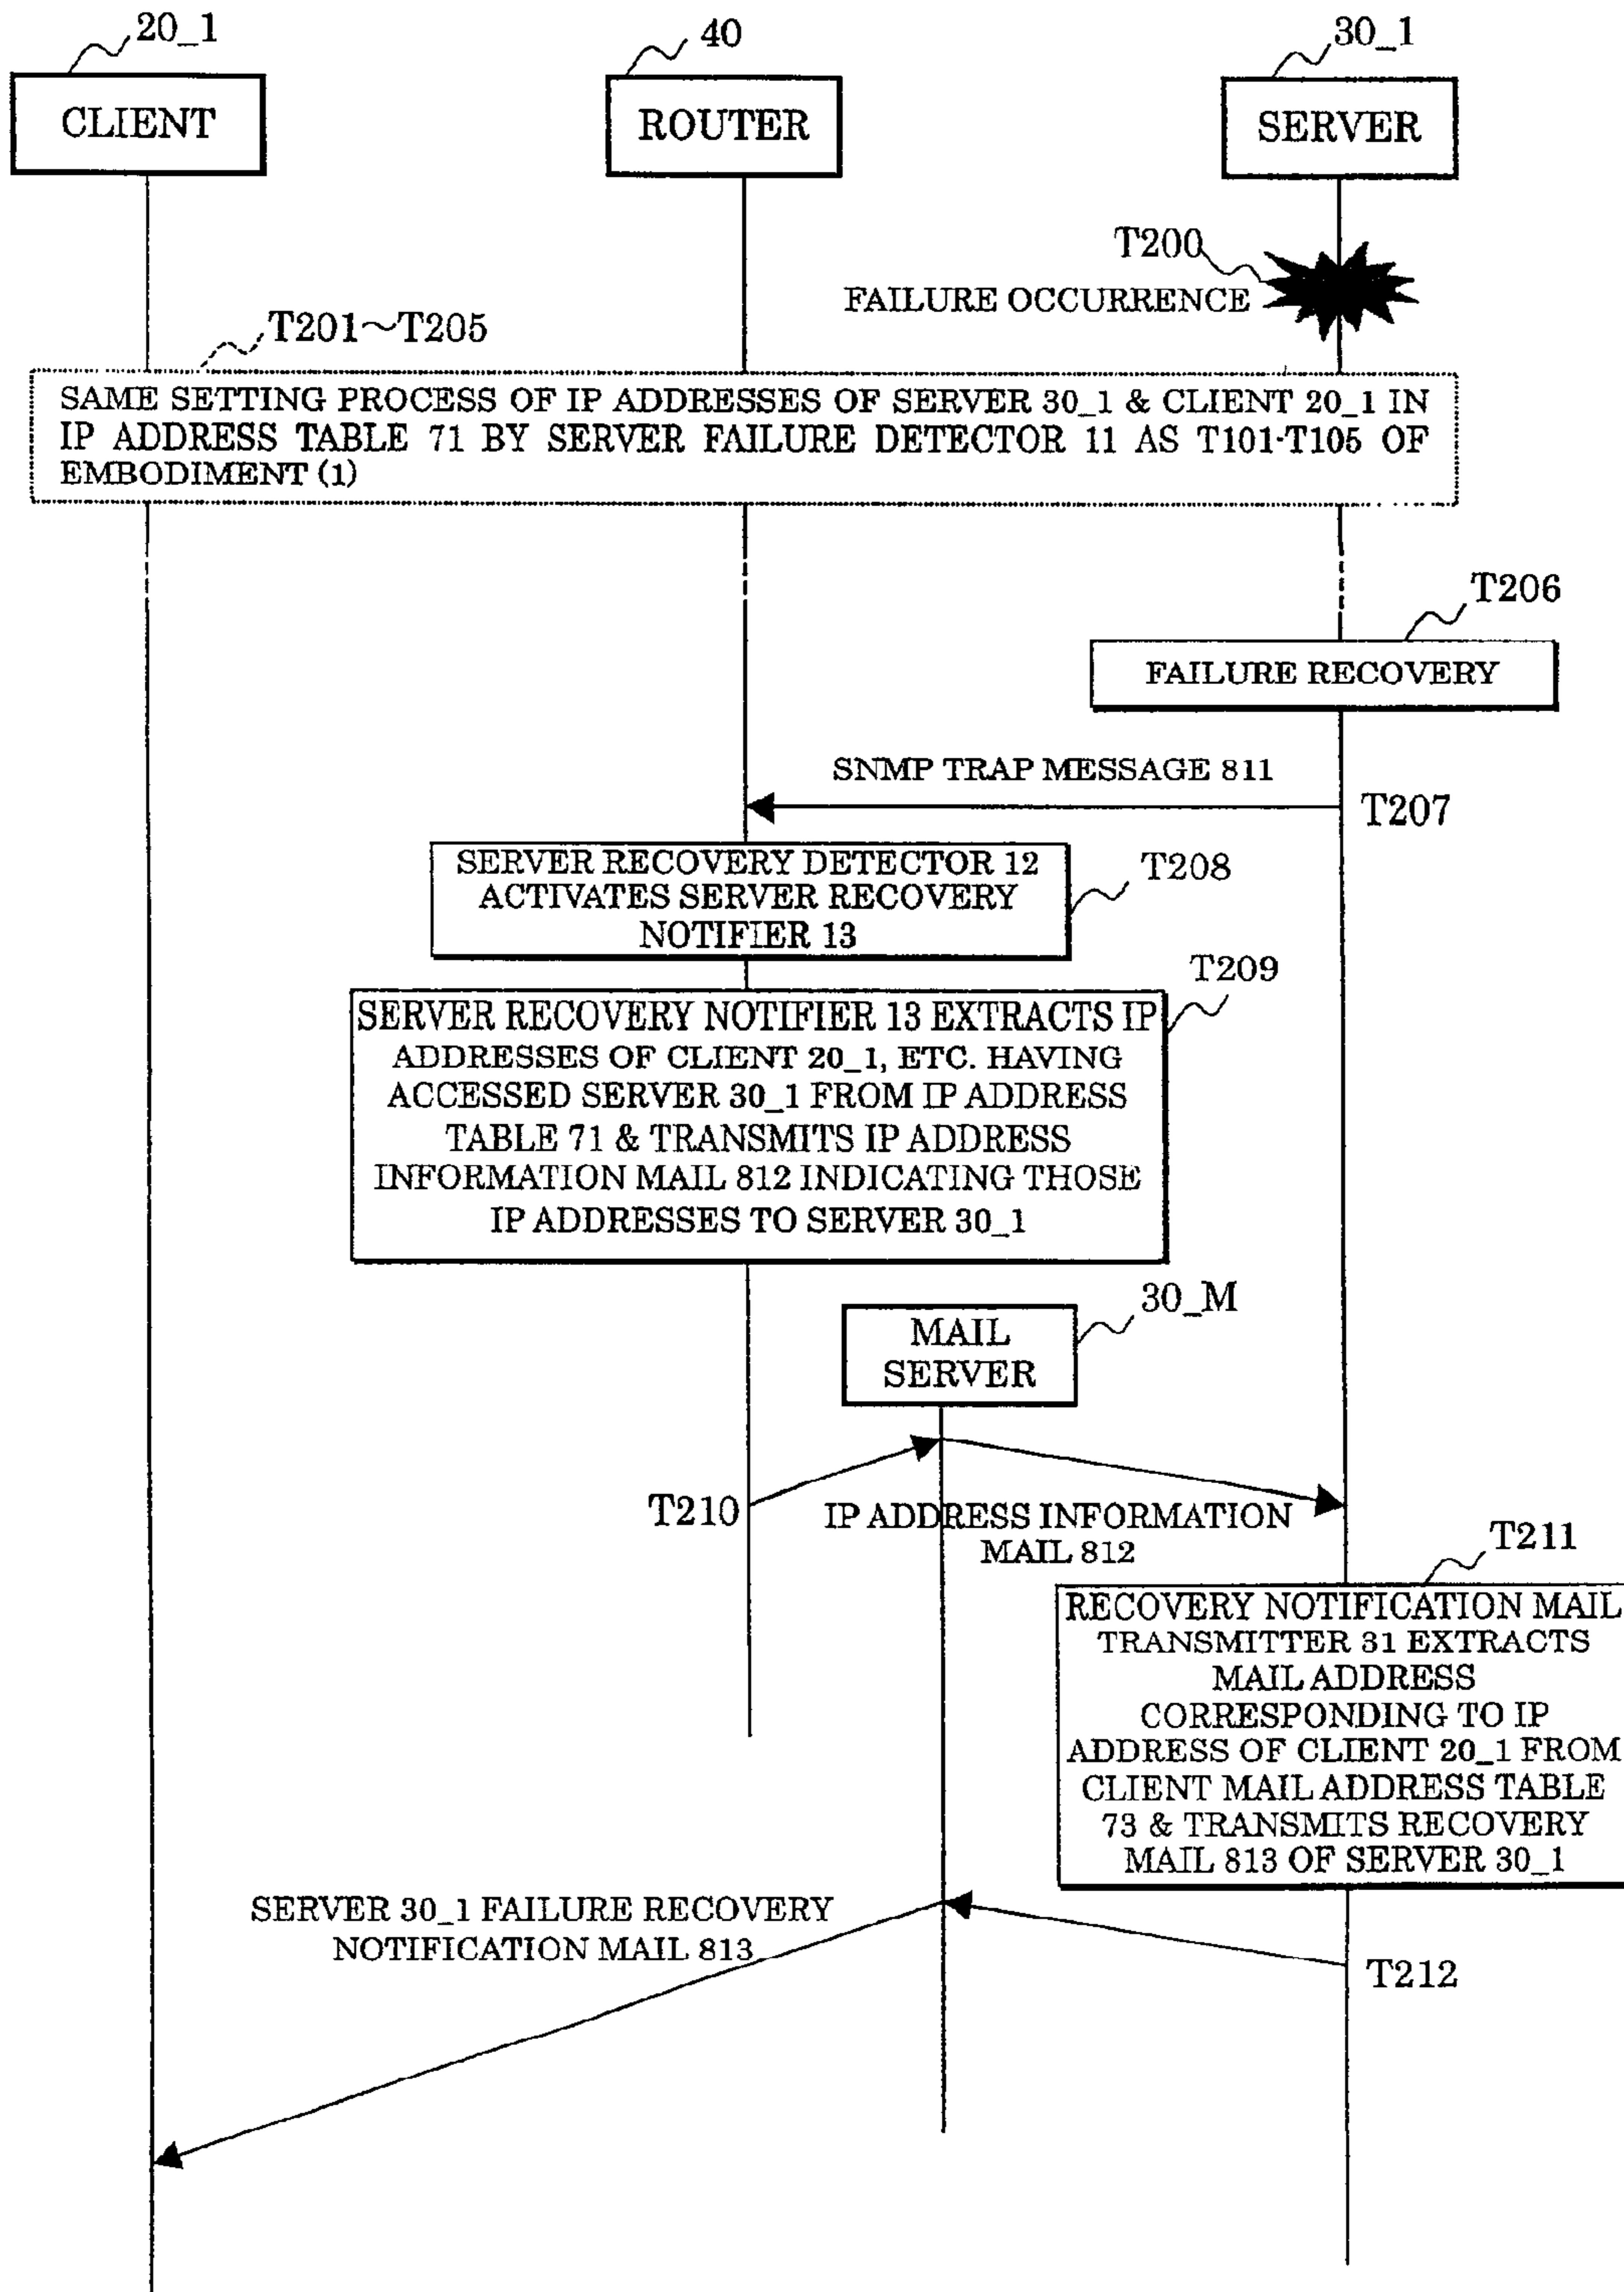 20_1
40
30_1
CLIENT
ROUTER
SERVER
T200
FAILURE OCCURRENCE
T201~T205
SAME SETTING PROCESS OF IP ADDRESSES OF SERVER 30_1 & CLIENT 20_1 IN
IP ADDRESS TABLE 71 BY SERVER FAILURE DETECTOR 11 AS T101-T105 OF
EMBODIMENT (1)
T206
FAILURE RECOVERY
SNMP TRAP MESSAGE 811
T207
SERVER RECOVERY DETECTOR 12
ACTIVATES SERVER RECOVERY
NOTIFIER 13
T208
T209
SERVER RECOVERY NOTIFIER 13 EXTRACTS IP
ADDRESSES OF CLIENT 20_1, ETC. HAVING
ACCESSED SERVER 30_1 FROM IP ADDRESS
TABLE 71 & TRANSMITS IP ADDRESS
INFORMATION MAIL 812 INDICATING THOSE
IP ADDRESSES TO SERVER 30_1
30_M
MAIL
SERVER
T210
IP ADDRESS INFORMATION
MAIL 812
T211
RECOVERY NOTIFICATION MAIL
TRANSMITTER 31 EXTRACTS
MAIL ADDRESS
CORRESPONDING TO IP
ADDRESS OF CLIENT 20_1 FROM
CLIENT MAIL ADDRESS TABLE
73 & TRANSMITS RECOVERY
MAIL 813 OF SERVER 30_1
SERVER 30_1 FAILURE RECOVERY
NOTIFICATION MAIL 813
T212